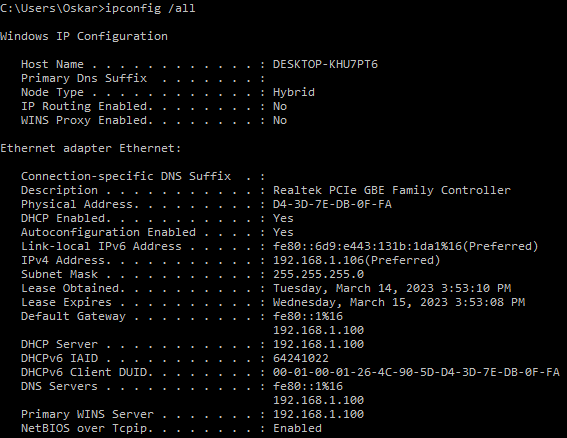 C:\Users\Oskar>ipconfig /all
Windows IP Configuration
Host Name . . . . . . . . . . . . : DESKTOP-KHU7PT6
Primary Dns Suffix  . . . . . . . :
Node Type . . . . . . . . . . . . : Hybrid
IP Routing Enabled. . . . . . . . : No
WINS Proxy Enabled. . . . . . . . : No
Ethernet adapter Ethernet:
Connection-specific DNS Suffix  . :
Description . . . . . . . . . . . : Realtek PCIe GBE Family Controller
Physical Address. . . . . . . . . : D4-3D-7E-DB-0F-FA
DHCP Enabled. . . . . . . . . . . : Yes
Autoconfiguration Enabled . . . . : Yes
Link-local IPv6 Address . . . . . : fe80::6d9:e443:131b:1da1%16(Preferred)
IPv4 Address. . . . . . . . . . . : 192.168.1.106(Preferred)
Subnet Mask . . . . . . . . . . . : 255.255.255.0
Lease Obtained. . . . . . . . . . : Tuesday, March 14, 2023 3:53:10 PM
Lease Expires . . . . . . . . . . : Wednesday, March 15, 2023 3:53:08 PM
Default Gateway . . . . . . . . . : fe80::1%16
192.168.1.100
DHCP Server . . . . . . . . . . . : 192.168.1.100
DHCPv6 IAID . . . . . . . . . . . : 64241022
DHCPv6 Client DUID. . . . . . . . : 00-01-00-01-26-4C-90-5D-D4-3D-7E-DB-0F-FA
DNS Servers . . . . . . . . . . . : fe80::1%16
192.168.1.100
Primary WINS Server . . . . . . . : 192.168.1.100
NetBIOS over Tcpip. . . . . . . . : Enabled